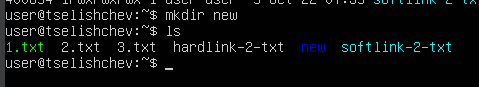 user@tselishchev:~$ mkdir new
user@tselishchev:~$ ls
1.txt 2.txt 3.txt hardlink-2-txt new softlink-2-txt
user@tselishchev:~$ _